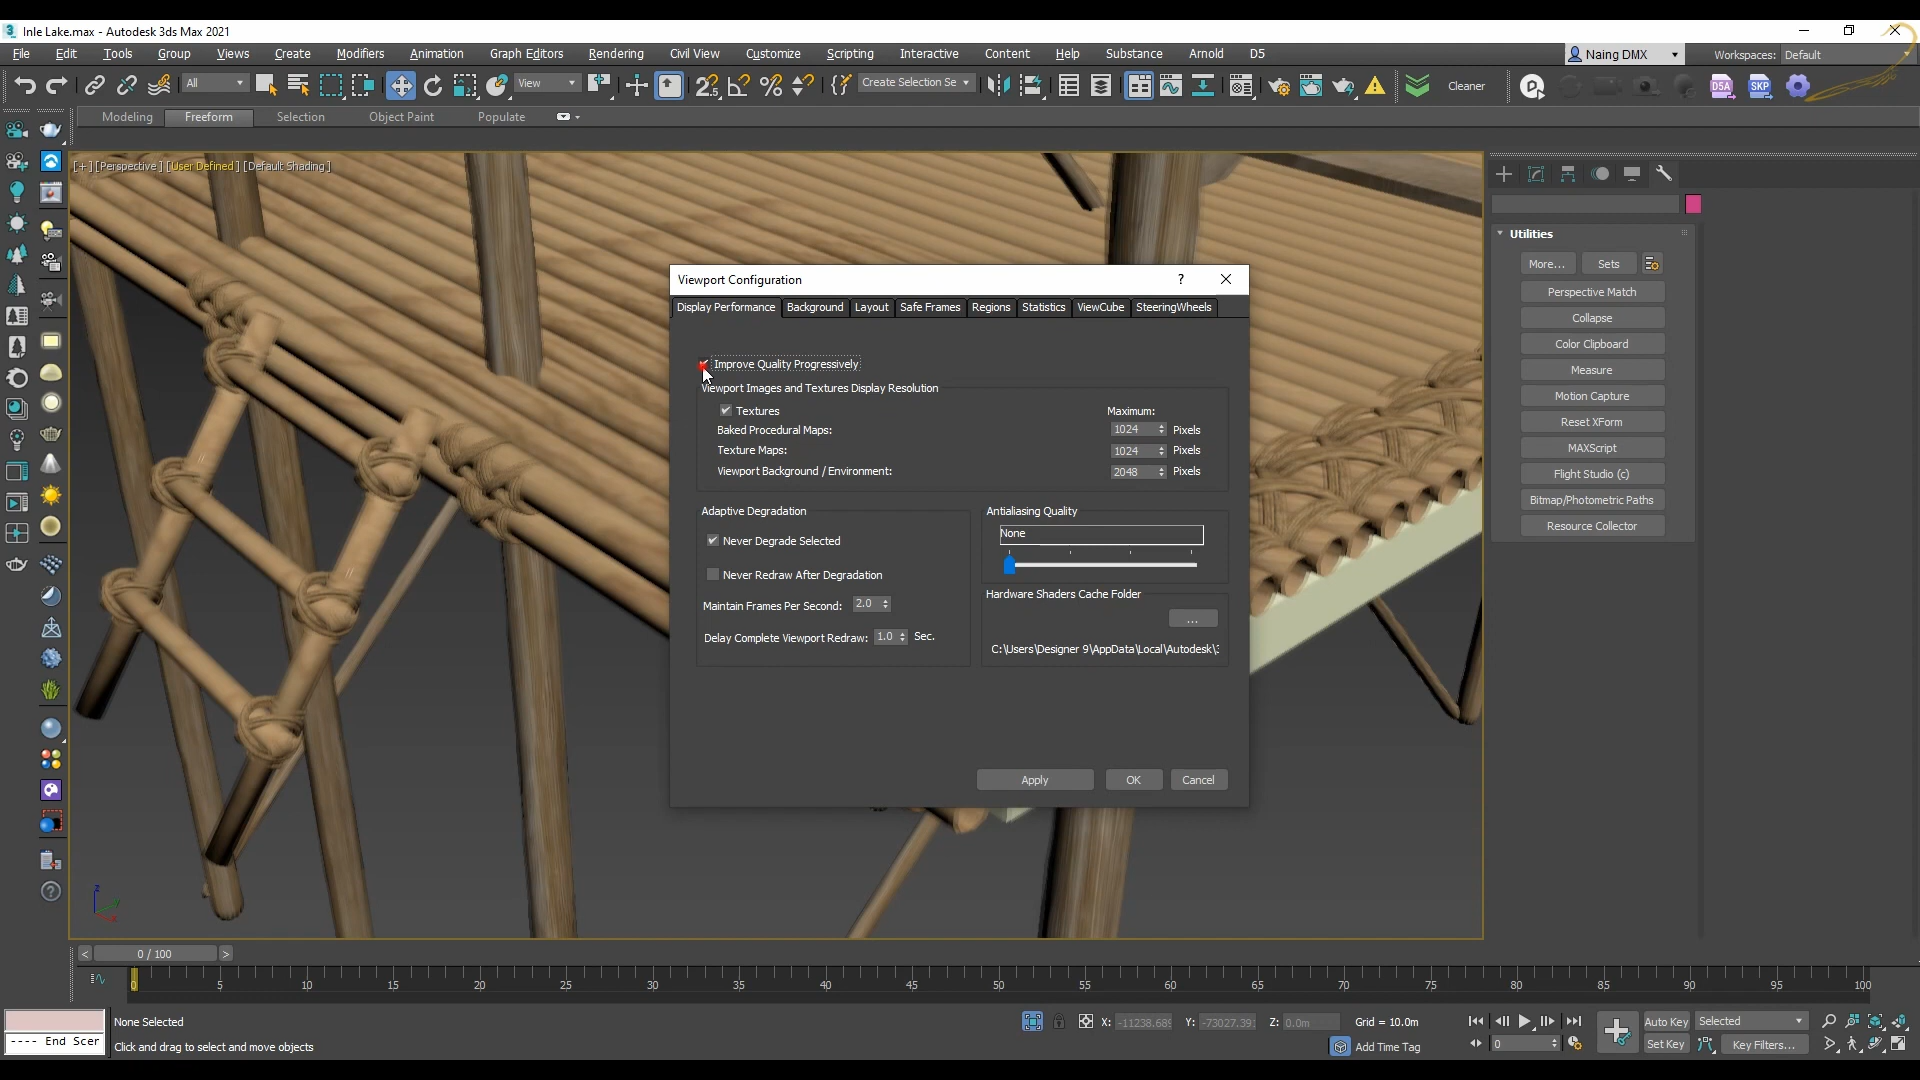 Inle Lake.max - Autodesk 3ds Max 2021
File Edit Tools Group Views Create Modifiers Animation Graph Editors Rendering Civil View Customize Scripting Interactive Content Help Substance Arnold D5
Naing DMX Workspaces: Default
All View Create Selection Se Cleaner D5A SKP
Modeling Freeform Selection Object Paint Populate
[+] [Perspective ] [User Defined ] [Default Shading ]
Viewport Configuration ?
Display Performance Background Layout Safe Frames Regions Statistics ViewCube SteeringWheels
Improve Quality Progressively
Viewport Images and Textures Display Resolution
Textures Maximum:
Baked Procedural Maps: 1024 Pixels
Texture Maps: 1024 Pixels
Viewport Background / Environment: 2048 Pixels
Adaptive Degradation
Never Degrade Selected
Never Redraw After Degradation
Maintain Frames Per Second: 2.0
Delay Complete Viewport Redraw: 1.0 Sec.
Antialiasing Quality
None
Hardware Shaders Cache Folder
...
C:\Users\Designer 9\AppData\Local\Autodesk\
Apply OK Cancel
Utilities
More... Sets
Perspective Match
Collapse
Color Clipboard
Measure
Motion Capture
Reset XForm
MAXScript
Flight Studio (c)
Bitmap/Photometric Paths
Resource Collector
z
y
x
< 0 / 100 >
0 5 10 15 20 25 30 35 40 45 50 55 60 65 70 75 80 85 90 95 100
---- End Scer
None Selected
Click and drag to select and move objects
X: -11238.689 Y: -73027.391 Z: 0.0m Grid = 10.0m
Add Time Tag
0
Auto Key Selected
Set Key Key Filters...